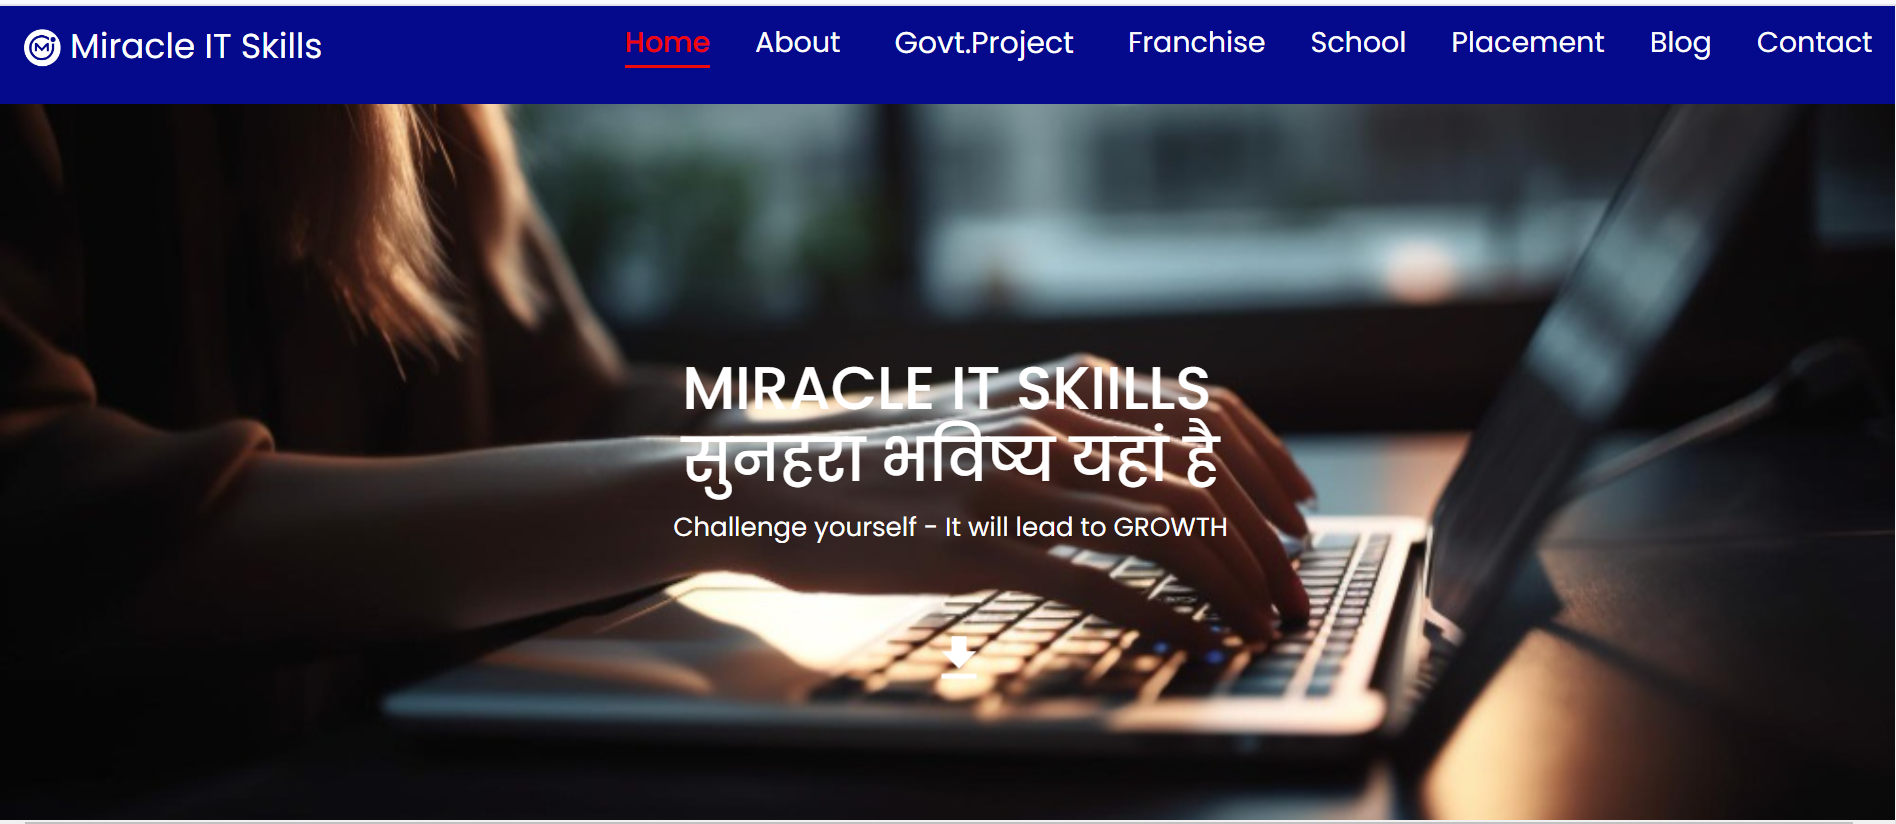 Miracle IT Skills
Home About Govt.Project Franchise School Placement Blog Contact
MIRACLE IT SKIILLS
सुनहरा भविष्य यहां है
Challenge yourself - It will lead to GROWTH